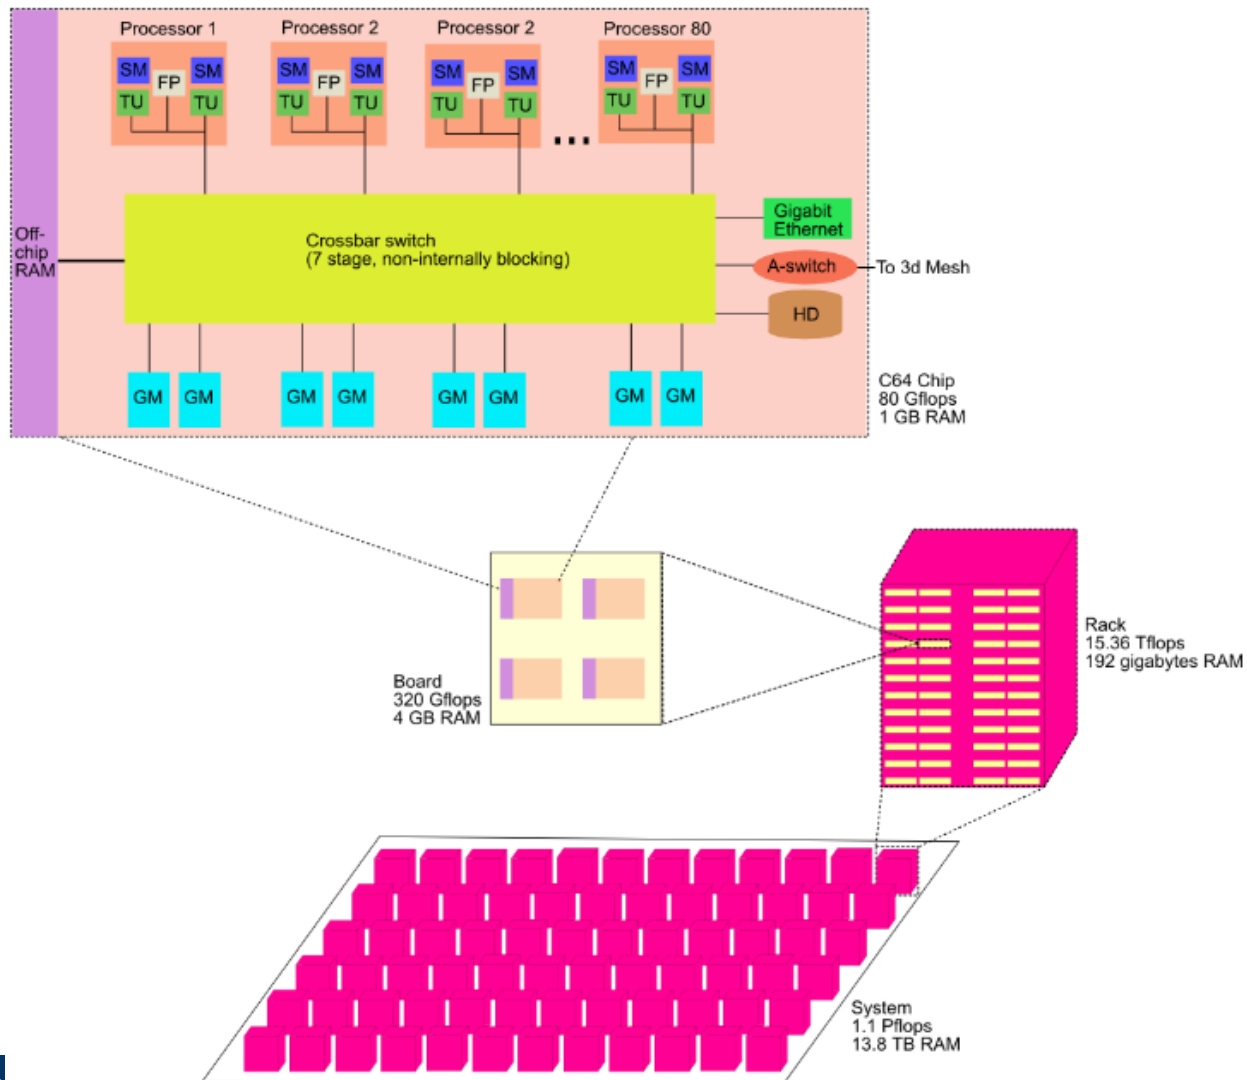 Processor 1
Processor 2
Processor 2
Processor 80
SM
SM
FP
TU
TU
SM
SM
FP
TU
TU
SM
SM
FP
TU
TU
SM
SM
FP
TU
TU
...
Off-
chip
RAM
Crossbar switch
(7 stage, non-internally blocking)
Gigabit
Ethernet
A-switch
To 3d Mesh
HD
GM
GM
GM
GM
GM
GM
GM
GM
C64 Chip
80 Gflops
1 GB RAM
Board
320 Gflops
4 GB RAM
Rack
15.36 Tflops
192 gigabytes RAM
System
1.1 Pflops
13.8 TB RAM